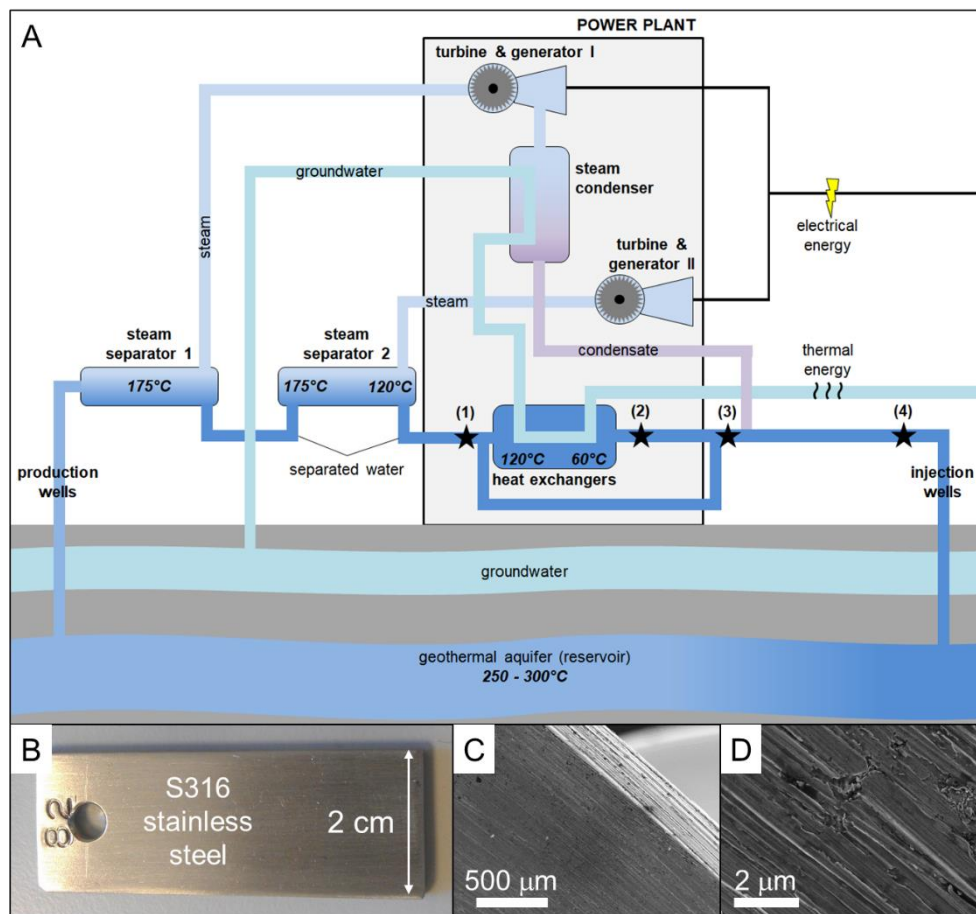 A
POWER PLANT
turbine & generator I
groundwater
steam
condenser
steam
electrical
energy
turbine &
generator II
steam
steam
separator 1
steam
separator 2
condensate
thermal
energy
175°C
175°C
120°C
(1)
(2)
(3)
(4)
separated water
120°C
60°C
heat exchangers
production
wells
injection
wells
groundwater
geothermal aquifer (reservoir)
250 - 300°C
B
82
S316
stainless
steel
2 cm
C
500 μm
D
2 μm